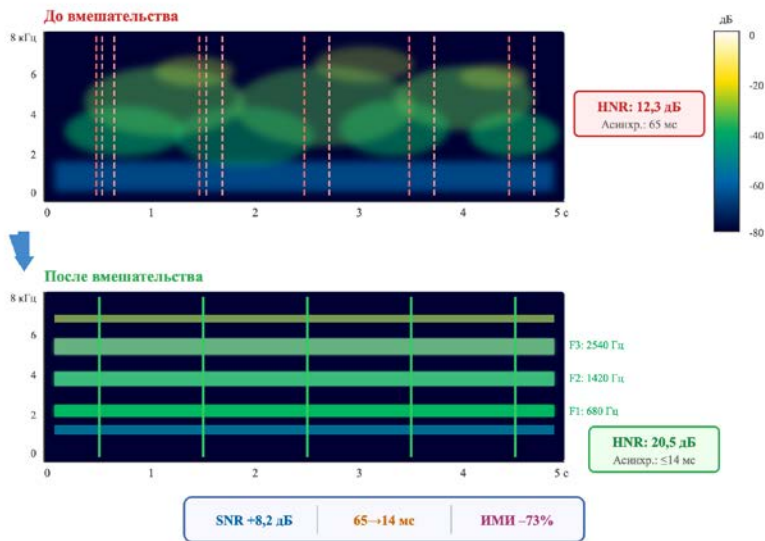 До вмешательства
дБ
8 кГц
6
4
2
0
0 1 2 3 4 5 с
HNR: 12,3 дБ
Асинхр.: 65 мс
0
-20
-40
-60
-80
После вмешательства
8 кГц
6
4
2
0
0 1 2 3 4 5 с
F3: 2540 Гц
F2: 1420 Гц
F1: 680 Гц
HNR: 20,5 дБ
Асинхр.: ≤14 мс
SNR +8,2 дБ 65→14 мс ИМИ –73%